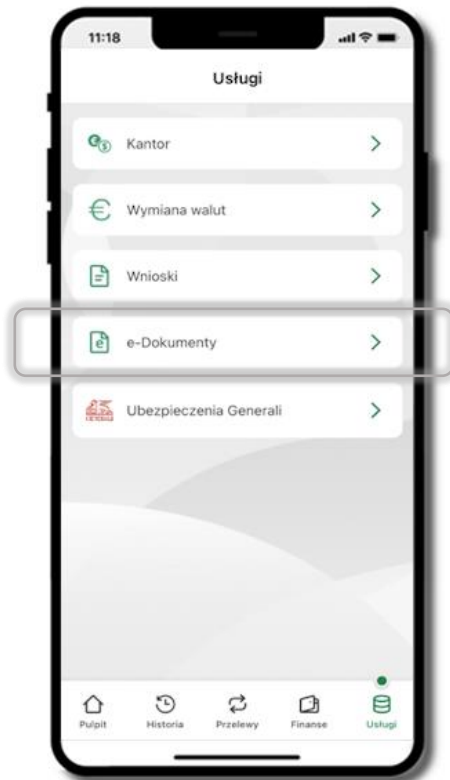 11:18
Usługi
Kantor
Wymiana walut
Wnioski
e-Dokumenty
Ubezpieczenia Generali
Pulpit
Historia
Przelewy
Finanse
Usługi